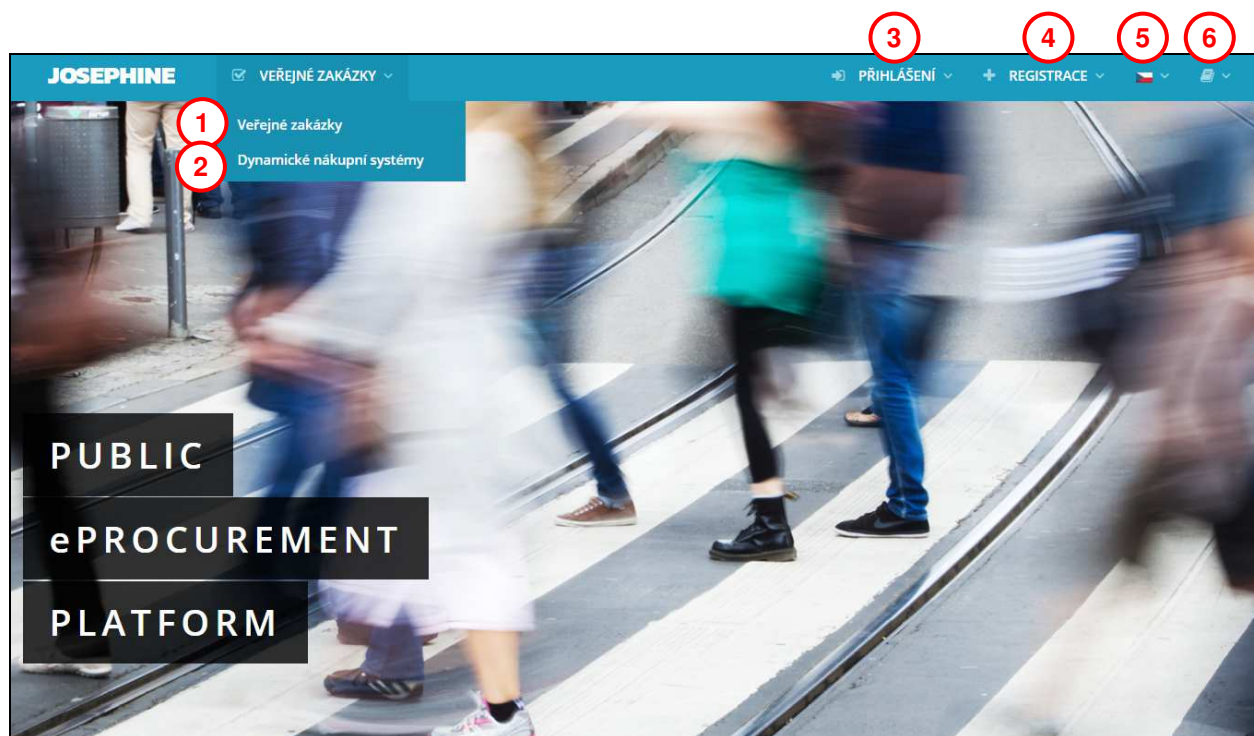 3 4 5 6
JOSEPHINE VEŘEJNÉ ZAKÁZKY PŘIHLÁŠENÍ REGISTRACE
1 Veřejné zakázky
2 Dynamické nákupní systémy
PUBLIC
ePROCUREMENT
PLATFORM